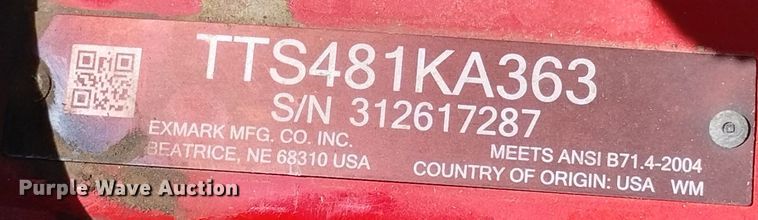 TTS481KA363
S/N 312617287
EXMARK MFG. CO. INC.
BEATRICE, NE 68310 USA
MEETS ANSI B71.4-2004
COUNTRY OF ORIGIN: USA WM
Purple Wave Auction